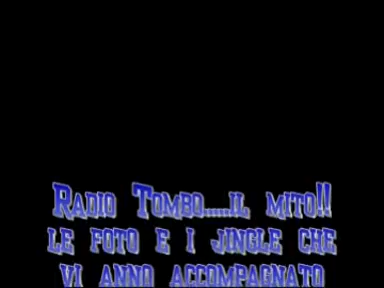 Radio Tombo.....il mito!!
le foto e i jingle che
vi anno accompagnato